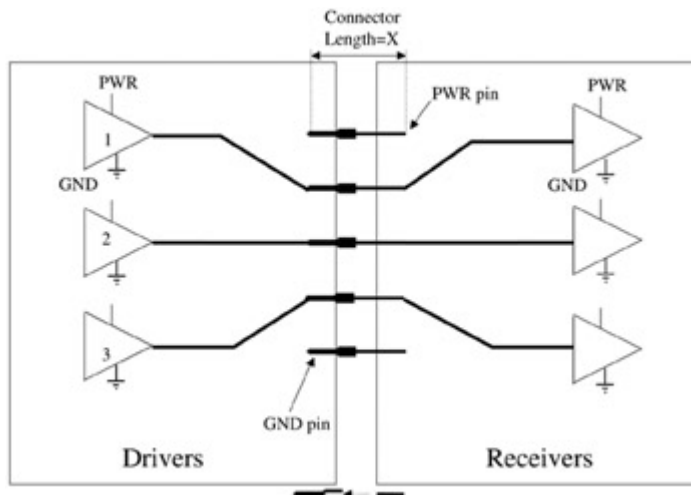 Connector
Length=X
PWR
PWR pin
PWR
1
GND
GND
2
3
GND pin
Drivers
Receivers